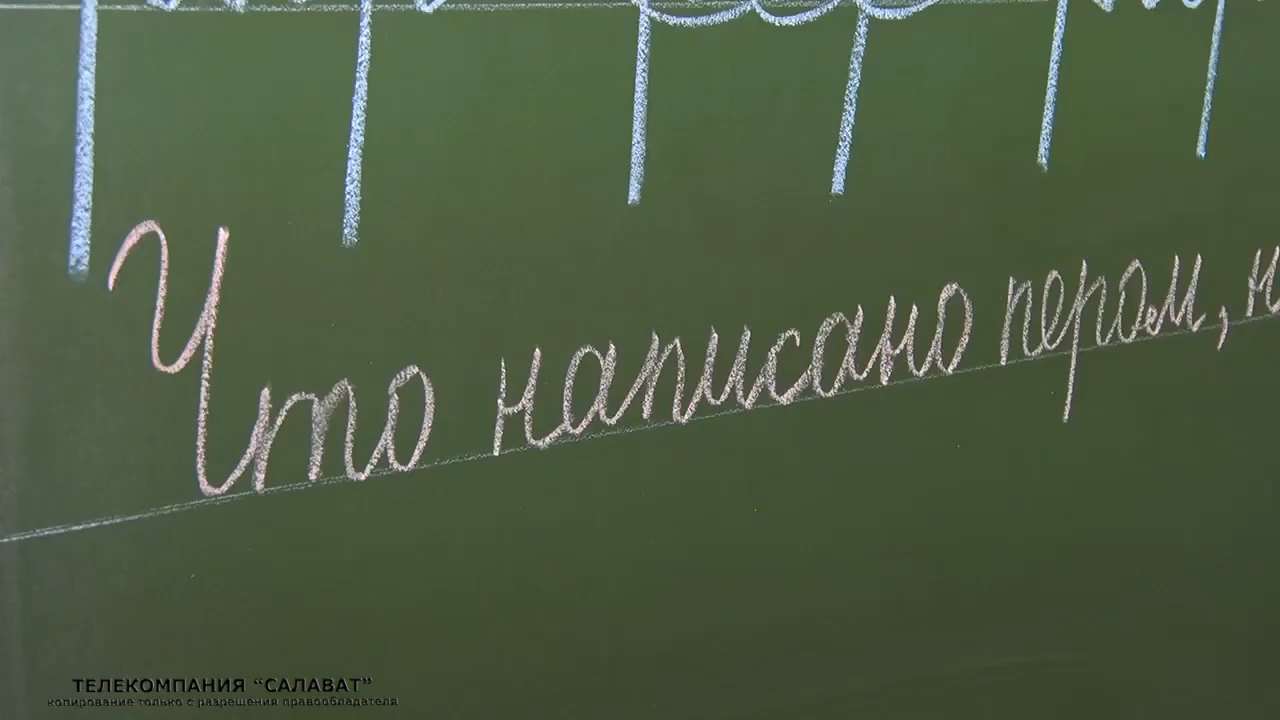 Что написано пером, н
ТЕЛЕКОМПАНИЯ “САЛАВАТ”
копирование только с разрешения правообладателя